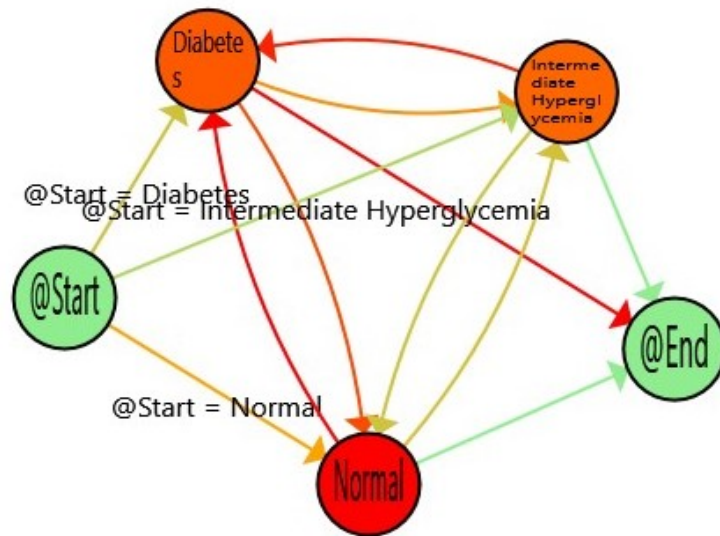 Diabete
s
Interme
diate
Hypergl
ycemia
@Start = Diabetes
@Start = Intermediate Hyperglycemia
@Start
@End
@Start = Normal
Normal